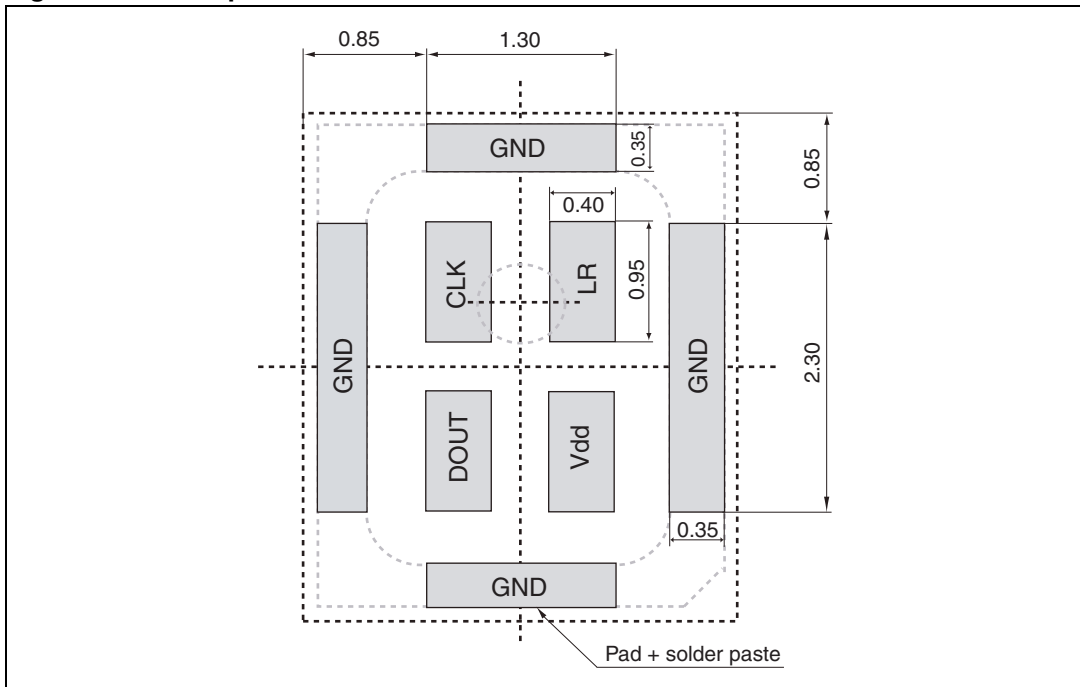 0.85
1.30
GND
0.35
0.85
0.40
CLK
LR
0.95
GND
GND
2.30
DOUT
Vdd
0.35
GND
Pad + solder paste